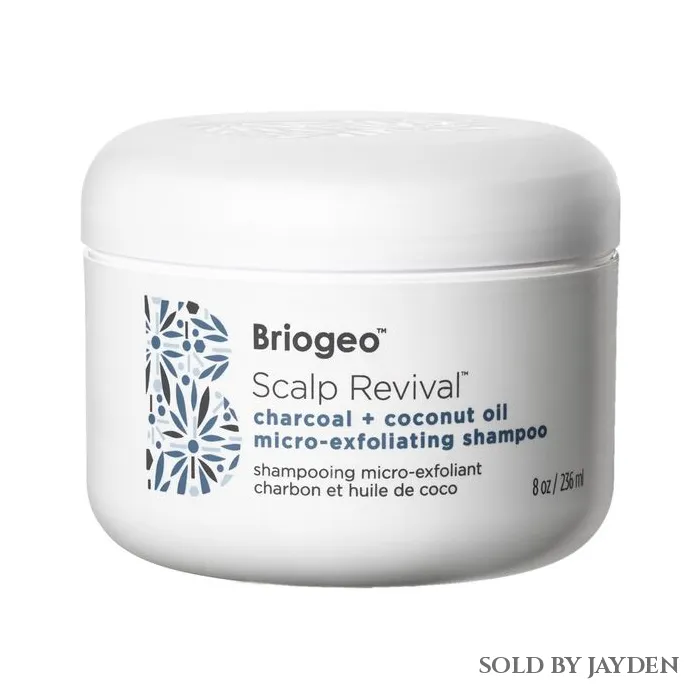 Briogeo™
Scalp Revival™
charcoal + coconut oil
micro-exfoliating shampoo
shampooing micro-exfoliant
charbon et huile de coco
8 oz / 236 ml
SOLD BY JAYDEN